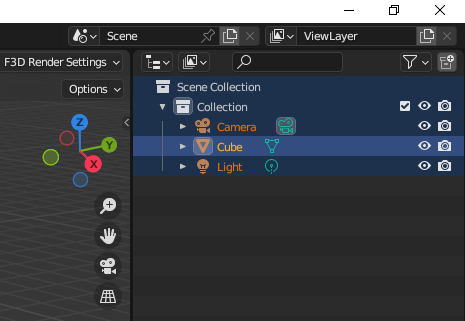 Scene
ViewLayer
F3D Render Settings
Options
Scene Collection
Collection
Camera
Cube
Light
Z
Y
X